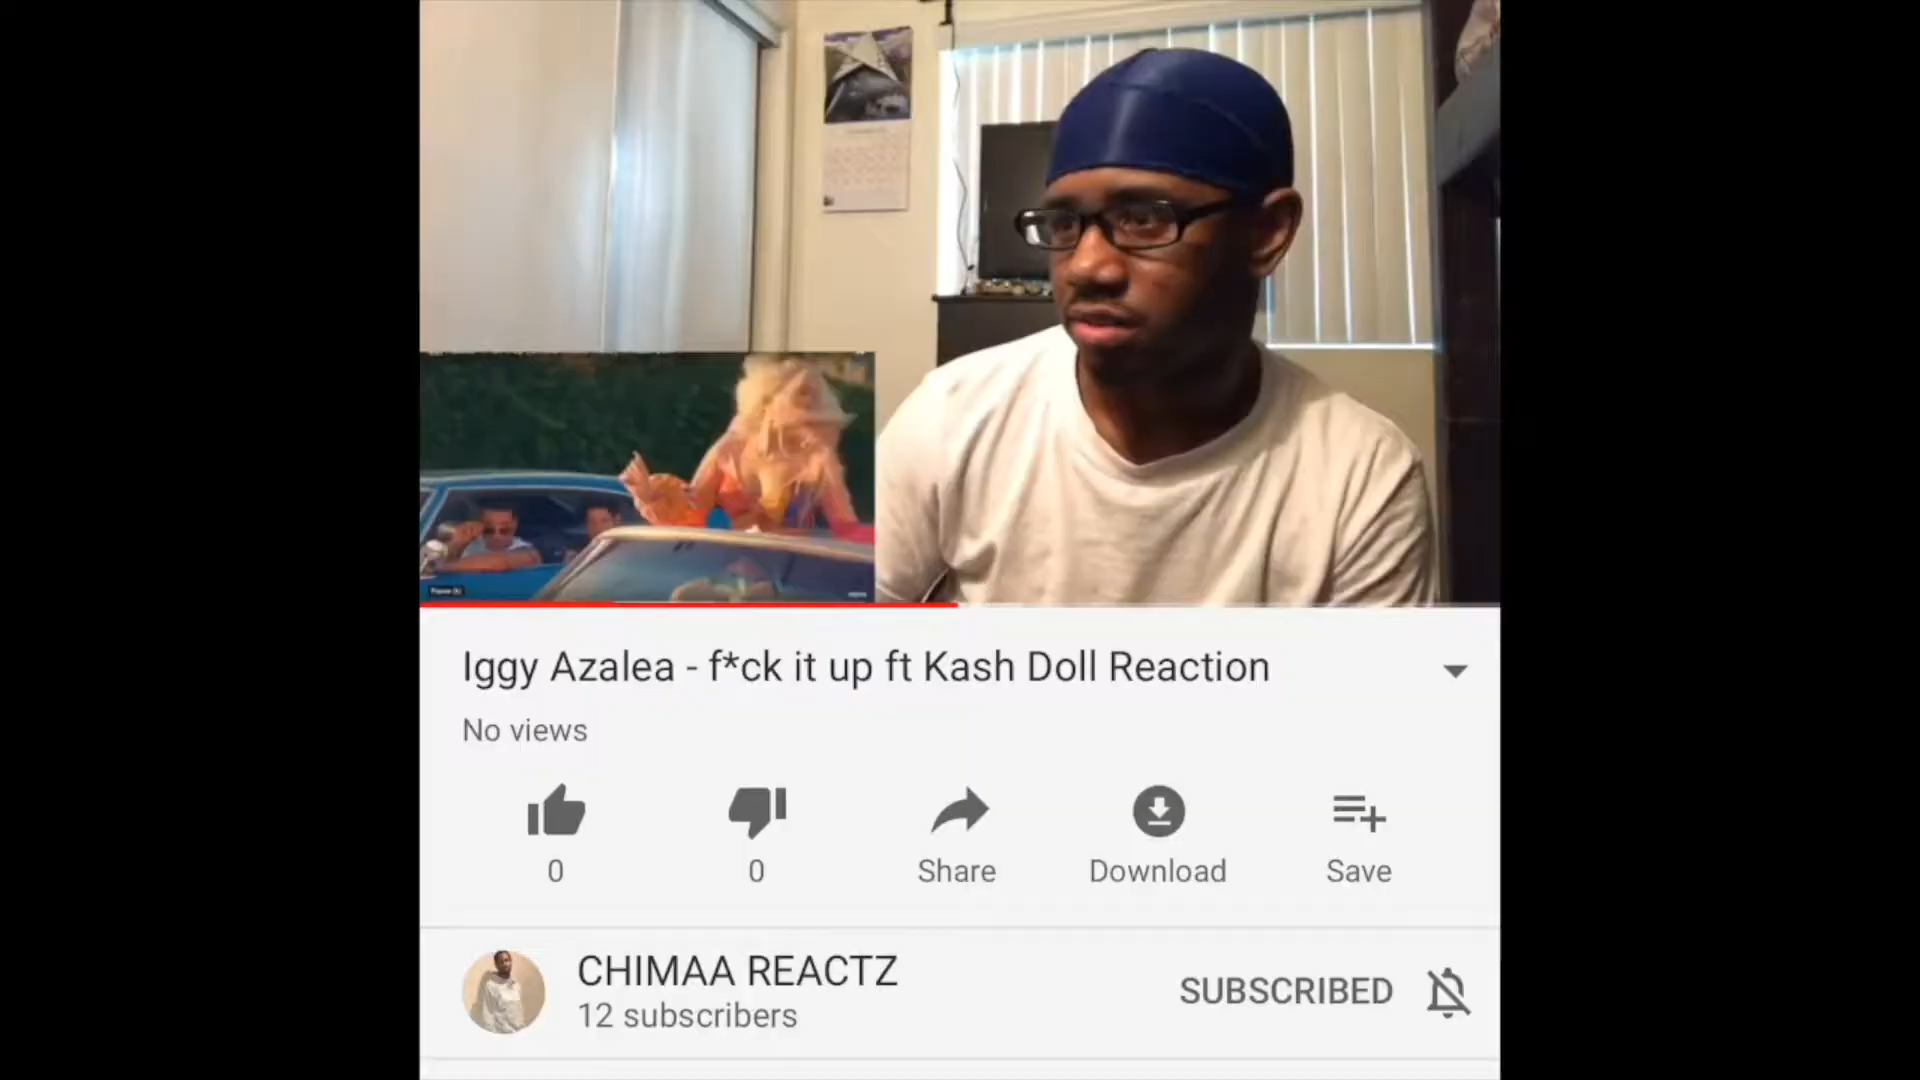 Iggy Azalea - f*ck it up ft Kash Doll Reaction
No views
0
0
Share
Download
Save
CHIMAA REACTZ
12 subscribers
SUBSCRIBED